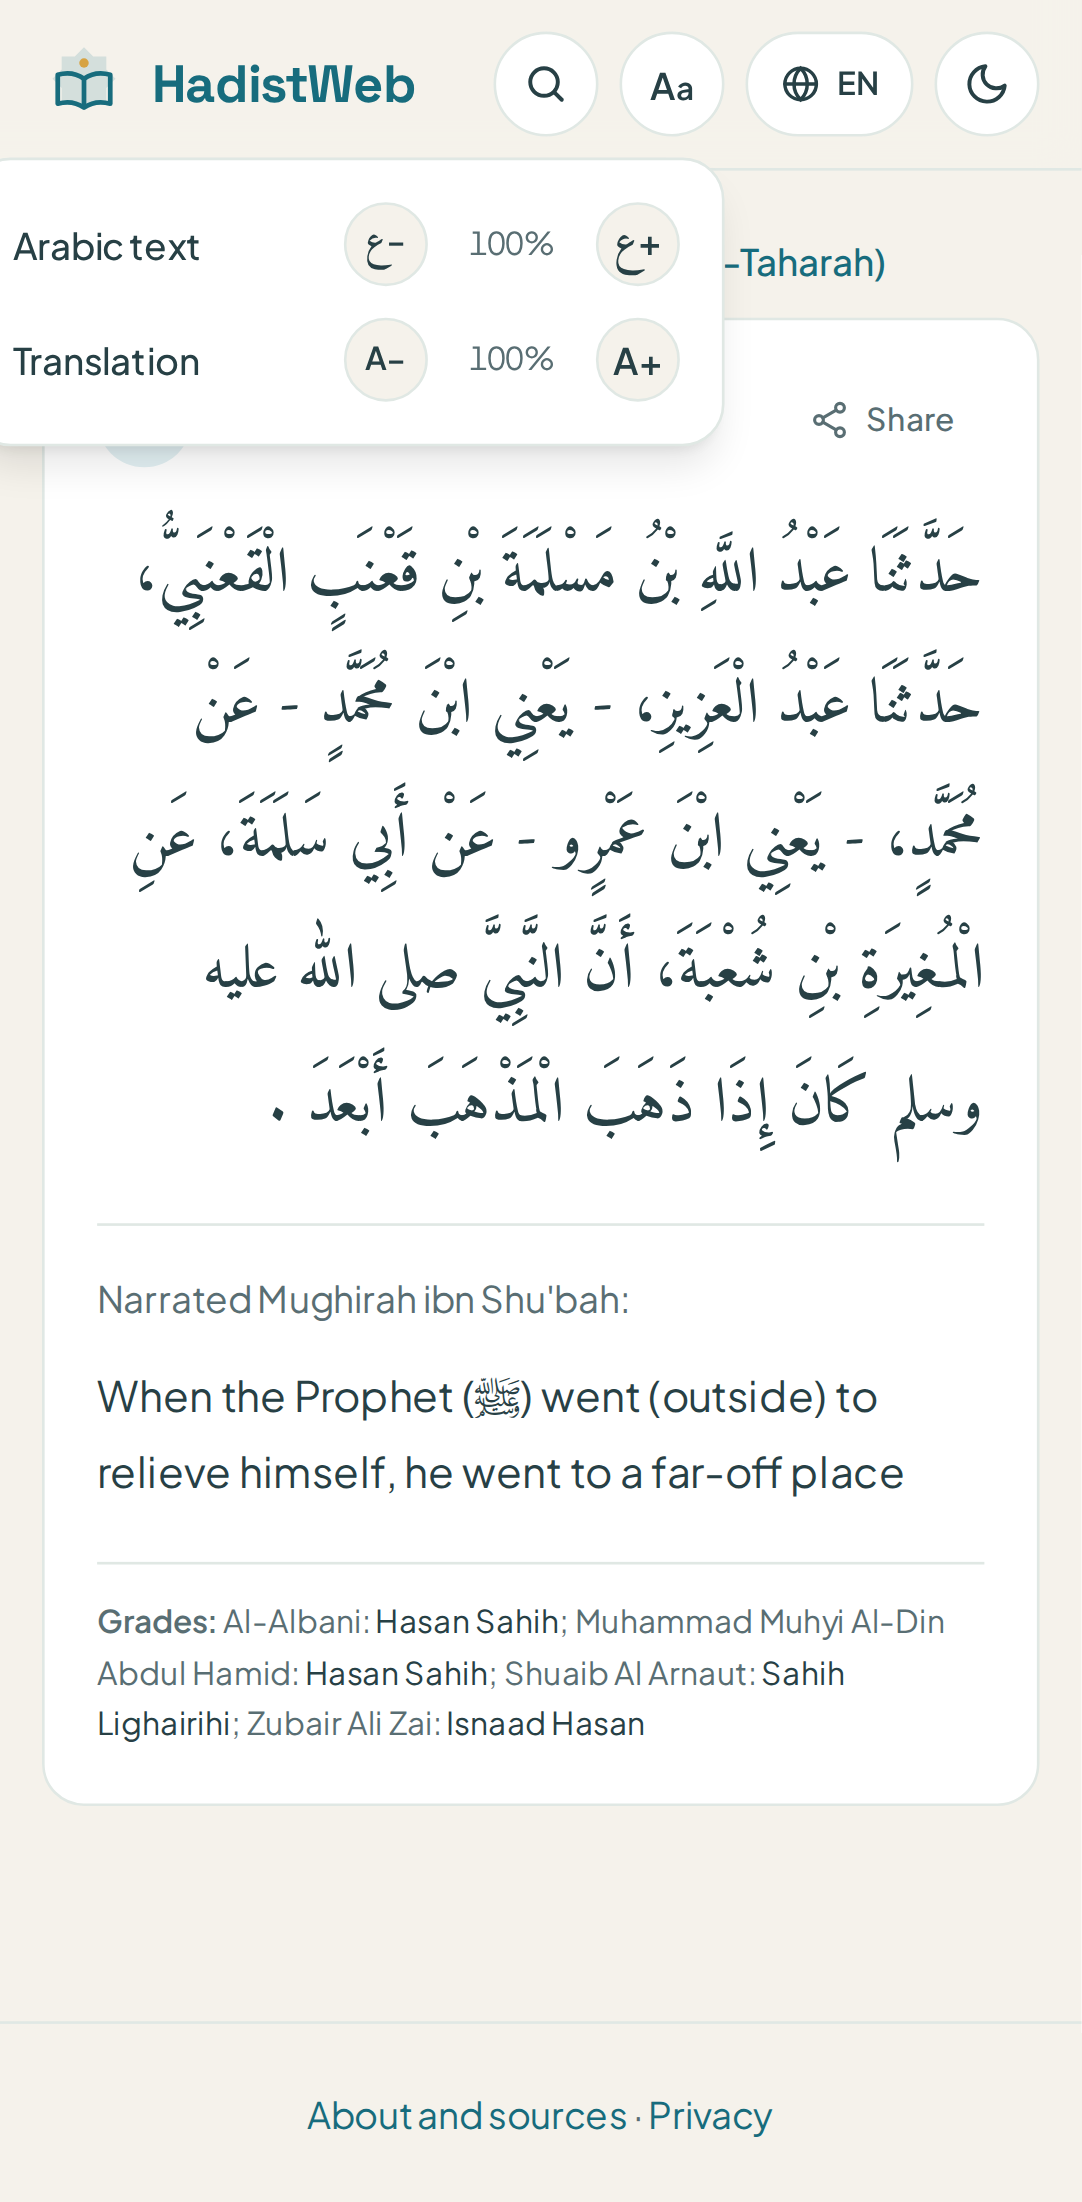 HadistWeb
Aa
EN
Arabic text
ع−
100%
ع+
Translation
A−
100%
A+
-Taharah)
Share
حَدَّثَنَا عَبْدُ اللَّهِ بْنُ مَسْلَمَةَ بْنِ قَعْنَبٍ الْقَعْنَبِيُّ،
حَدَّثَنَا عَبْدُ الْعَزِيزِ، - يَعْنِي ابْنَ مُحَمَّدٍ - عَنْ
مُحَمَّدٍ، - يَعْنِي ابْنَ عَمْرٍو - عَنْ أَبِي سَلَمَةَ، عَنِ
الْمُغِيرَةِ بْنِ شُعْبَةَ، أَنَّ النَّبِيَّ صلى الله عليه
وسلم كَانَ إِذَا ذَهَبَ الْمَذْهَبَ أَبْعَدَ .
Narrated Mughirah ibn Shu'bah:
When the Prophet (ﷺ) went (outside) to
relieve himself, he went to a far-off place
Grades: Al-Albani: Hasan Sahih; Muhammad Muhyi Al-Din
Abdul Hamid: Hasan Sahih; Shuaib Al Arnaut: Sahih
Lighairihi; Zubair Ali Zai: Isnaad Hasan
About and sources · Privacy